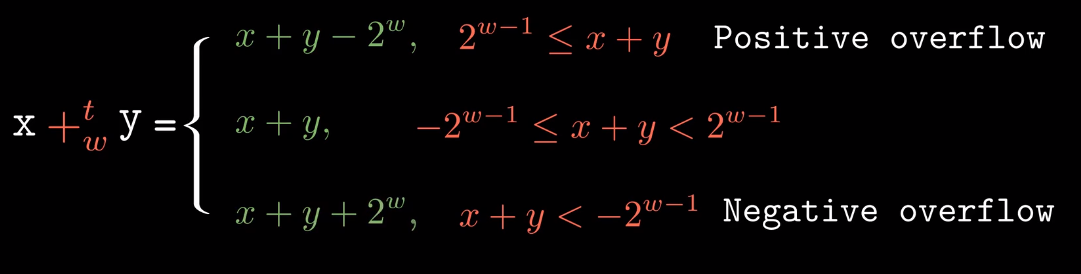 x + y − 2^w, 2^{w−1} ≤ x + y Positive overflow
x +^t_w y = { x + y, −2^{w−1} ≤ x + y < 2^{w−1}
x + y + 2^w, x + y < −2^{w−1} Negative overflow